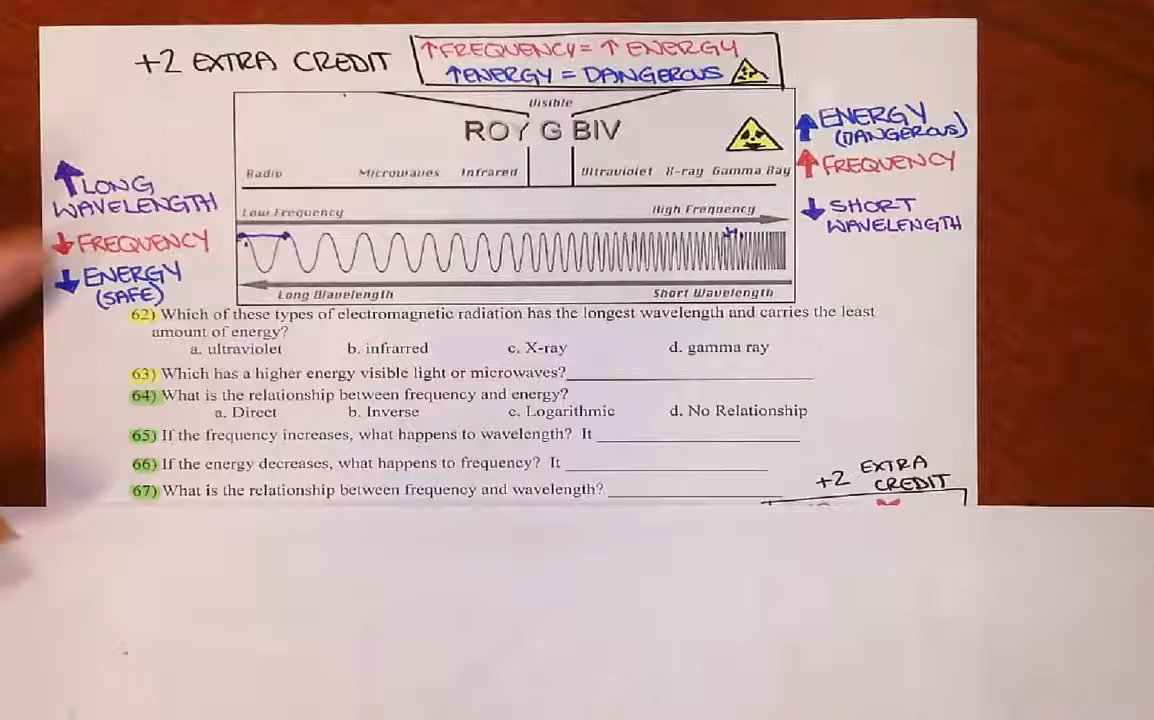 +2 EXTRA CREDIT
↑FREQUENCY = ↑ ENERGY
↑ENERGY = DANGEROUS
Visible
ROY G BIV
Radio Microwaves Infrared Ultraviolet X-ray Gamma Ray
Low Frequency High Frequency
Long Wavelength Short Wavelength
↑LONG
WAVELENGTH
↓FREQUENCY
↓ENERGY
(SAFE)
↑ENERGY
(DANGEROUS)
↑FREQUENCY
↓SHORT
WAVELENGTH
62) Which of these types of electromagnetic radiation has the longest wavelength and carries the least
amount of energy?
a. ultraviolet b. infrarred c. X-ray d. gamma ray
63) Which has a higher energy visible light or microwaves?
64) What is the relationship between frequency and energy?
a. Direct b. Inverse c. Logarithmic d. No Relationship
65) If the frequency increases, what happens to wavelength? It
66) If the energy decreases, what happens to frequency? It
67) What is the relationship between frequency and wavelength?
+2 EXTRA
CREDIT